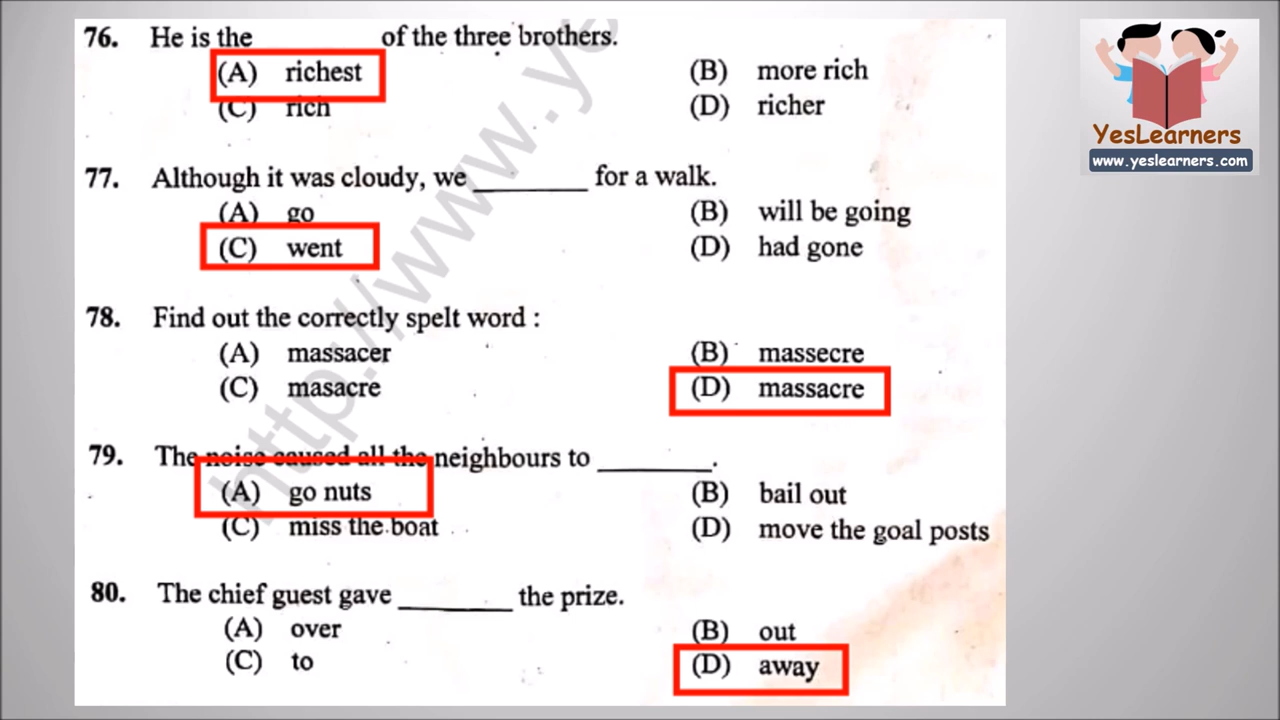 76. He is the ________ of the three brothers.
(A) richest (B) more rich
(C) rich (D) richer
77. Although it was cloudy, we ________ for a walk.
(A) go (B) will be going
(C) went (D) had gone
78. Find out the correctly spelt word :
(A) massacer (B) massecre
(C) masacre (D) massacre
79. The noise caused all the neighbours to ________.
(A) go nuts (B) bail out
(C) miss the boat (D) move the goal posts
80. The chief guest gave ________ the prize.
(A) over (B) out
(C) to (D) away
YesLearners
www.yeslearners.com
http://www.ye